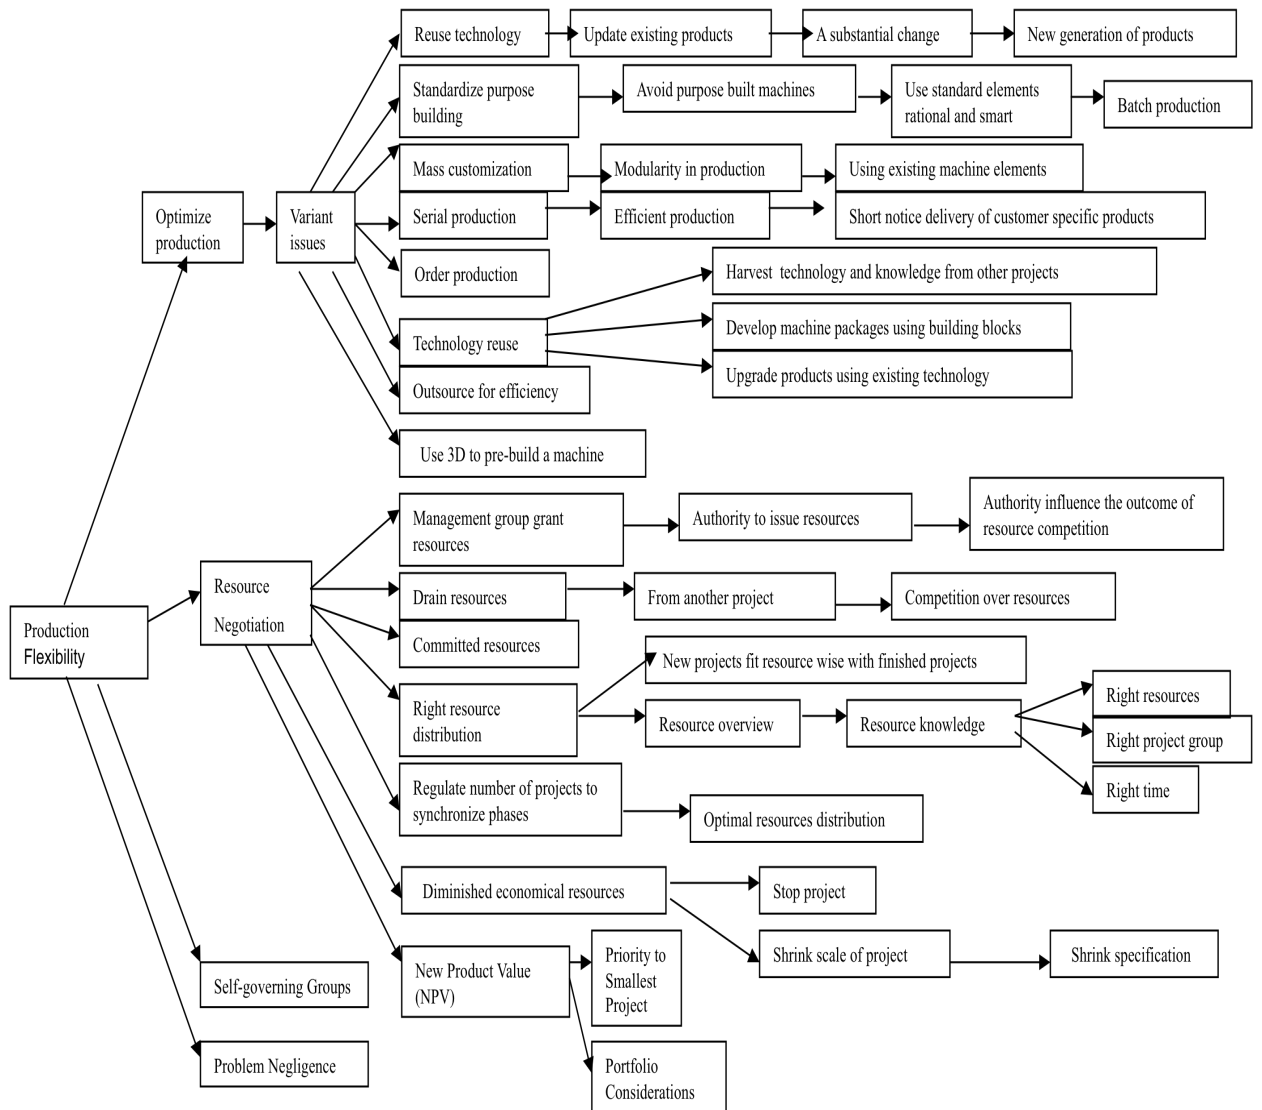 Reuse technology
Update existing products
A substantial change
New generation of products
Standardize purpose
building
Avoid purpose built machines
Use standard elements
rational and smart
Batch production
Mass customization
Modularity in production
Using existing machine elements
Optimize
production
Variant
issues
Serial production
Efficient production
Short notice delivery of customer specific products
Order production
Harvest technology and knowledge from other projects
Technology reuse
Develop machine packages using building blocks
Upgrade products using existing technology
Outsource for efficiency
Use 3D to pre-build a machine
Management group grant
resources
Authority to issue resources
Authority influence the outcome of
resource competition
Resource
Negotiation
Drain resources
From another project
Competition over resources
Production
Flexibility
Committed resources
New projects fit resource wise with finished projects
Right resource
distribution
Resource overview
Resource knowledge
Right resources
Right project group
Right time
Regulate number of projects to
synchronize phases
Optimal resources distribution
Diminished economical resources
Stop project
Shrink scale of project
Shrink specification
New Product Value
(NPV)
Priority to
Smallest
Project
Self-governing Groups
Problem Negligence
Portfolio
Considerations